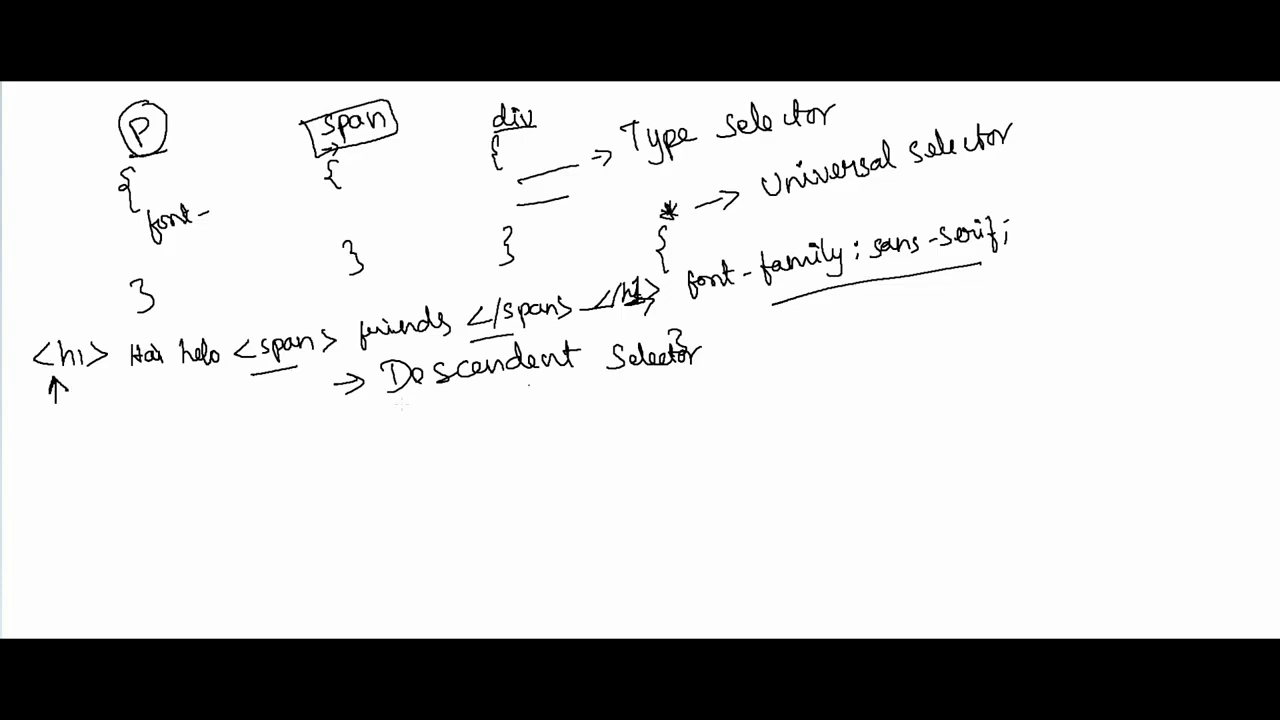 P span div
{ { { → Type selector
font-
* → Universal selector
} } } {
font-family: sans-serif;
}
<h1> Hai helo <span> friends </span> </h1>
→ Descendent Selector